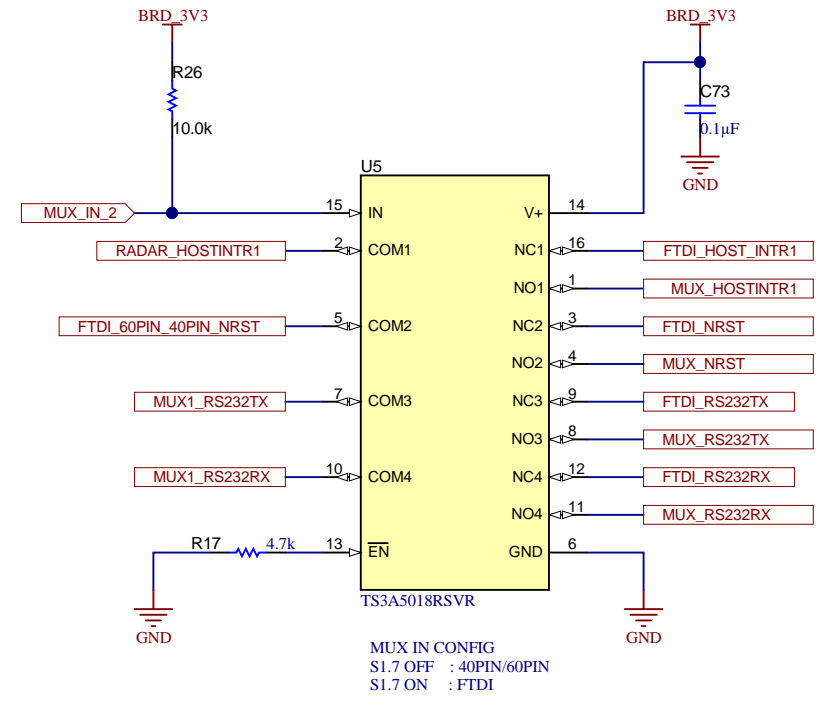 BRD_3V3
BRD_3V3
R26
10.0k
C73
0.1µF
GND
U5
MUX_IN_2
15
IN
V+
14
RADAR_HOSTINTR1
2
COM1
NC1
16
FTDI_HOST_INTR1
NO1
1
MUX_HOSTINTR1
FTDI_60PIN_40PIN_NRST
5
COM2
NC2
3
FTDI_NRST
NO2
4
MUX_NRST
MUX1_RS232TX
7
COM3
NC3
9
FTDI_RS232TX
NO3
8
MUX_RS232TX
MUX1_RS232RX
10
COM4
NC4
12
FTDI_RS232RX
NO4
11
MUX_RS232RX
R17
4.7k
13
EN
GND
6
TS3A5018RSVR
GND
GND
MUX IN CONFIG
S1.7 OFF : 40PIN/60PIN
S1.7 ON : FTDI